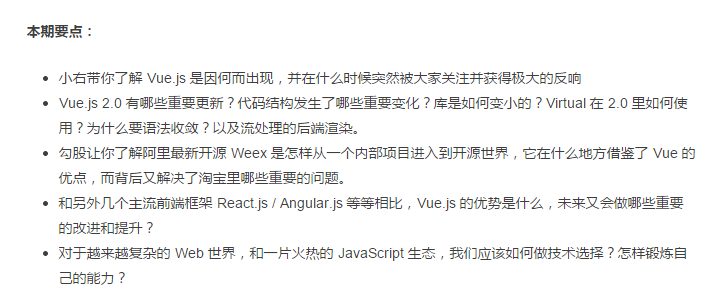 本期要点：
小右带你了解 Vue.js 是因何而出现，并在什么时候突然被大家关注并获得极大的反响
Vue.js 2.0 有哪些重要更新？代码结构发生了哪些重要变化？库是如何变小的？Virtual 在 2.0 里如何使
用？为什么要语法收敛？以及流处理的后端渲染。
勾股让你了解阿里最新开源 Weex 是怎样从一个内部项目进入到开源世界，它在什么地方借鉴了 Vue 的
优点，而背后又解决了淘宝里哪些重要的问题。
和另外几个主流前端框架 React.js / Angular.js 等等相比，Vue.js 的优势是什么，未来又会做哪些重要
的改进和提升？
对于越来越复杂的 Web 世界，和一片火热的 JavaScript 生态，我们应该如何做技术选择？怎样锻炼自
己的能力？